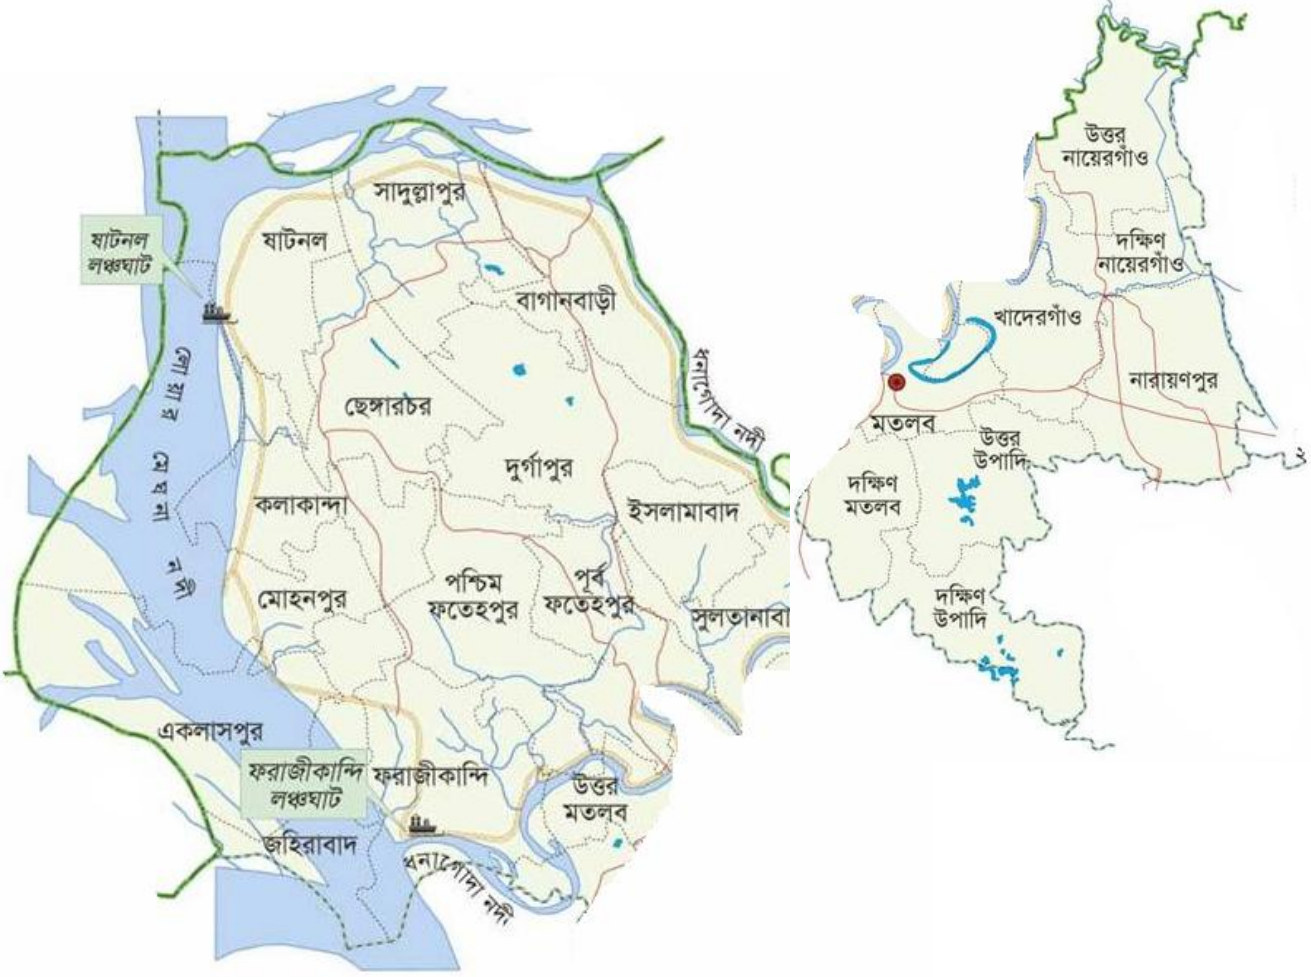 সাদুল্লাপুর
ষাটনল
ষাটনল
লঞ্চঘাট
বাগানবাড়ী
লোয়ার মেঘনা নদী
ধনাগোদা নদী
ছেঙ্গারচর
দুর্গাপুর
কলাকান্দা
ইসলামাবাদ
মোহনপুর
পশ্চিম
ফতেহপুর
পূর্ব
ফতেহপুর
সুলতানাবা
একলাসপুর
ফরাজীকান্দি
লঞ্চঘাট
ফরাজীকান্দি
উত্তর
মতলব
জহিরাবাদ
ধনাগোদা নদী
উত্তর
নায়েরগাঁও
দক্ষিণ
নায়েরগাঁও
খাদেরগাঁও
নারায়ণপুর
মতলব
উত্তর
উপাদি
দক্ষিণ
মতলব
দক্ষিণ
উপাদি